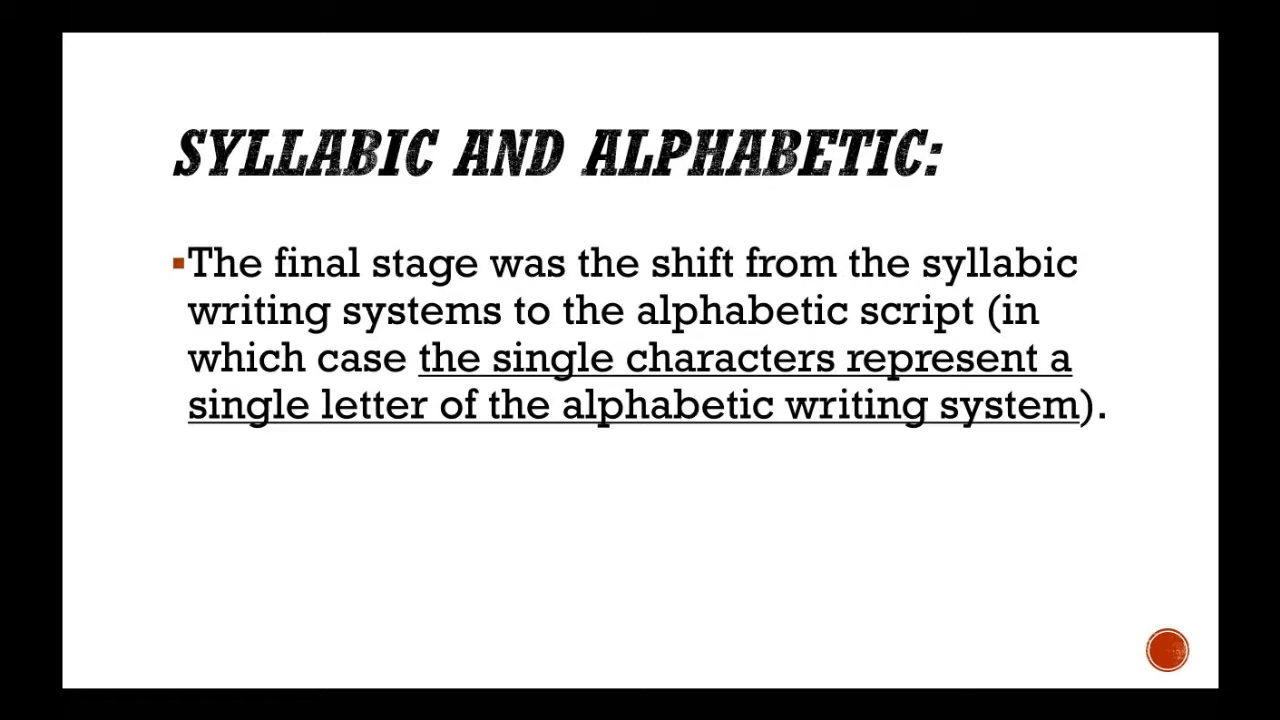 SYLLABIC AND ALPHABETIC:
▪The final stage was the shift from the syllabic
writing systems to the alphabetic script (in
which case the single characters represent a
single letter of the alphabetic writing system).